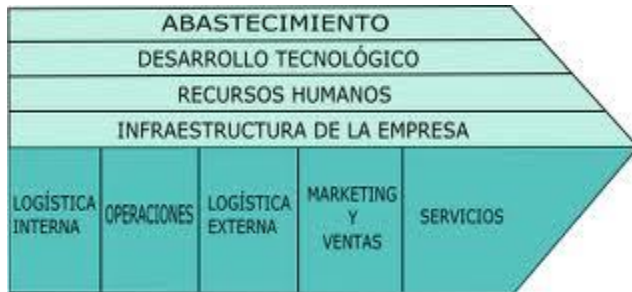 ABASTECIMIENTO
DESARROLLO TECNOLÓGICO
RECURSOS HUMANOS
INFRAESTRUCTURA DE LA EMPRESA
LOGÍSTICA
INTERNA
OPERACIONES
LOGÍSTICA
EXTERNA
MARKETING
Y
VENTAS
SERVICIOS